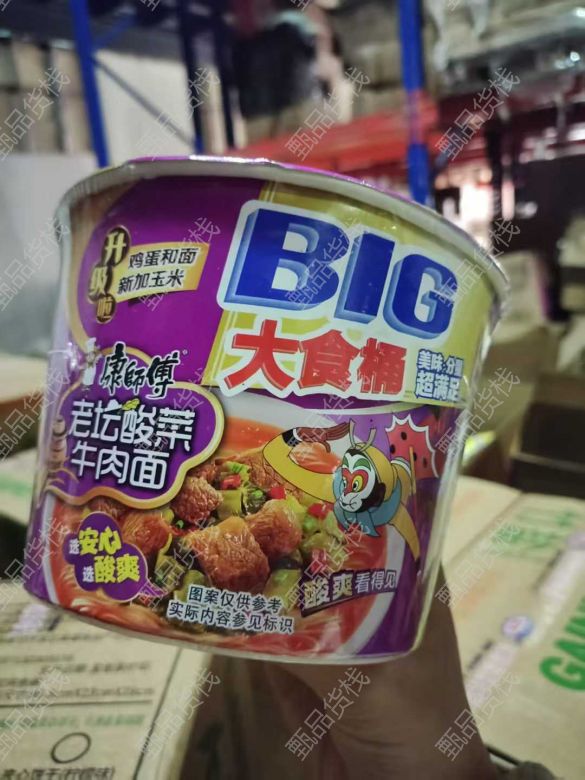 升级啦
鸡蛋和面
新加玉米
BIG
大食桶
美味·分量
超满足
康師傅
老坛酸菜
牛肉面
选安心
选酸爽
图案仅供参考
实际内容参见标识
酸爽看得见
甄品货栈